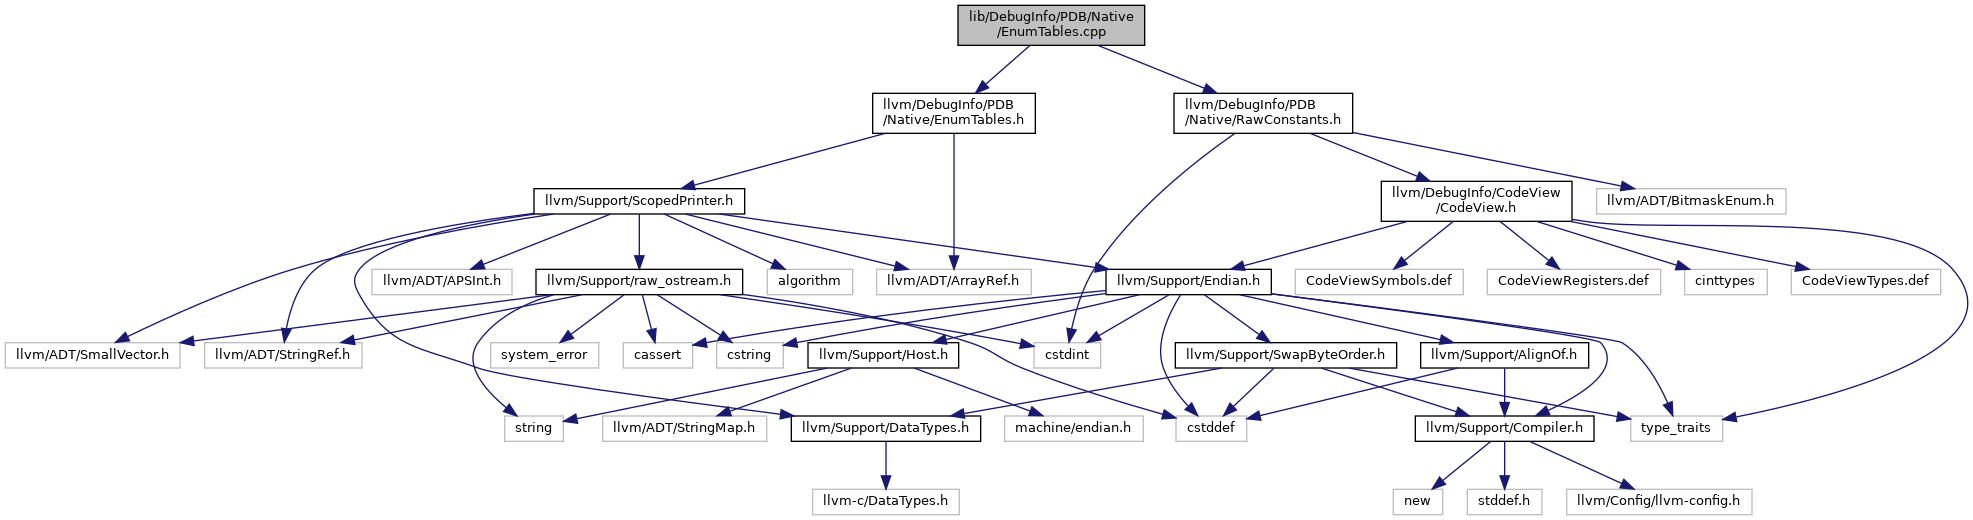 lib/DebugInfo/PDB/Native
/EnumTables.cpp
llvm/DebugInfo/PDB
/Native/EnumTables.h
llvm/DebugInfo/PDB
/Native/RawConstants.h
llvm/Support/ScopedPrinter.h
llvm/DebugInfo/CodeView
/CodeView.h
llvm/ADT/BitmaskEnum.h
llvm/ADT/APSInt.h
llvm/Support/raw_ostream.h
algorithm
llvm/ADT/ArrayRef.h
llvm/Support/Endian.h
CodeViewSymbols.def
CodeViewRegisters.def
cinttypes
CodeViewTypes.def
llvm/ADT/SmallVector.h
llvm/ADT/StringRef.h
system_error
cassert
cstring
llvm/Support/Host.h
cstdint
llvm/Support/SwapByteOrder.h
llvm/Support/AlignOf.h
string
llvm/ADT/StringMap.h
llvm/Support/DataTypes.h
machine/endian.h
cstddef
llvm/Support/Compiler.h
type_traits
llvm-c/DataTypes.h
new
stddef.h
llvm/Config/llvm-config.h